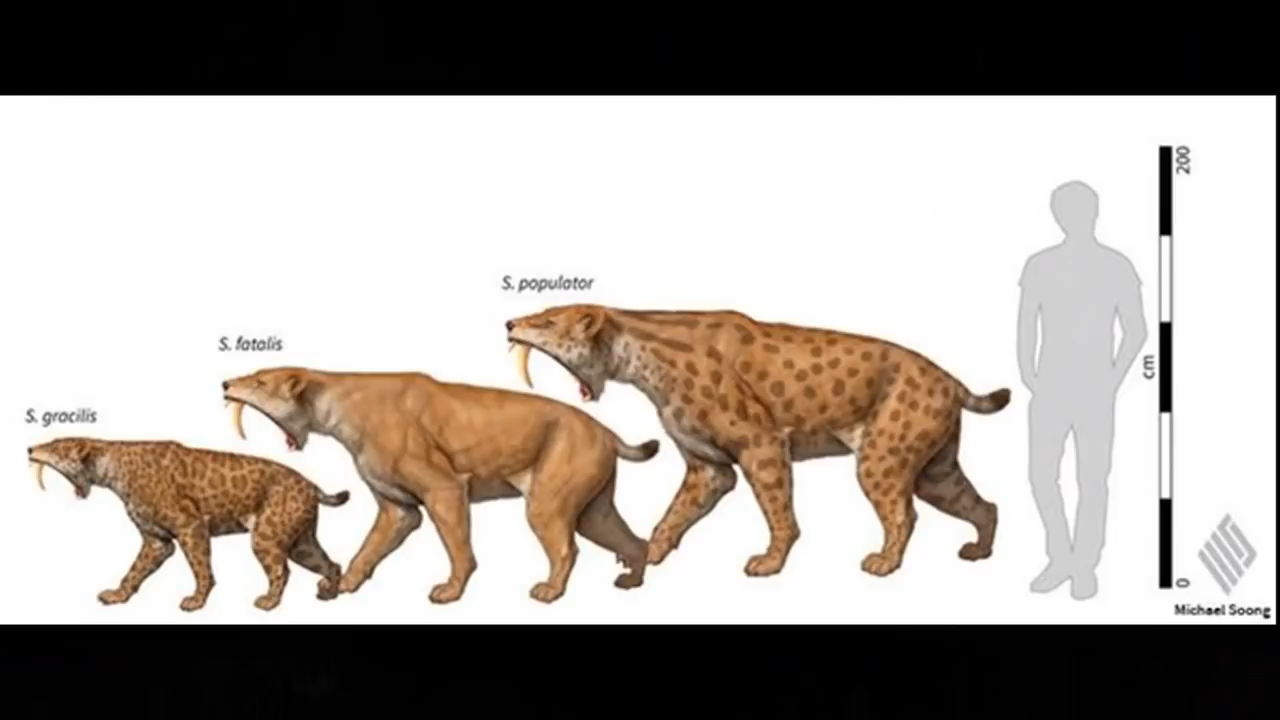 S. gracilis
S. fatalis
S. populator
200
cm
0
Michael Soong